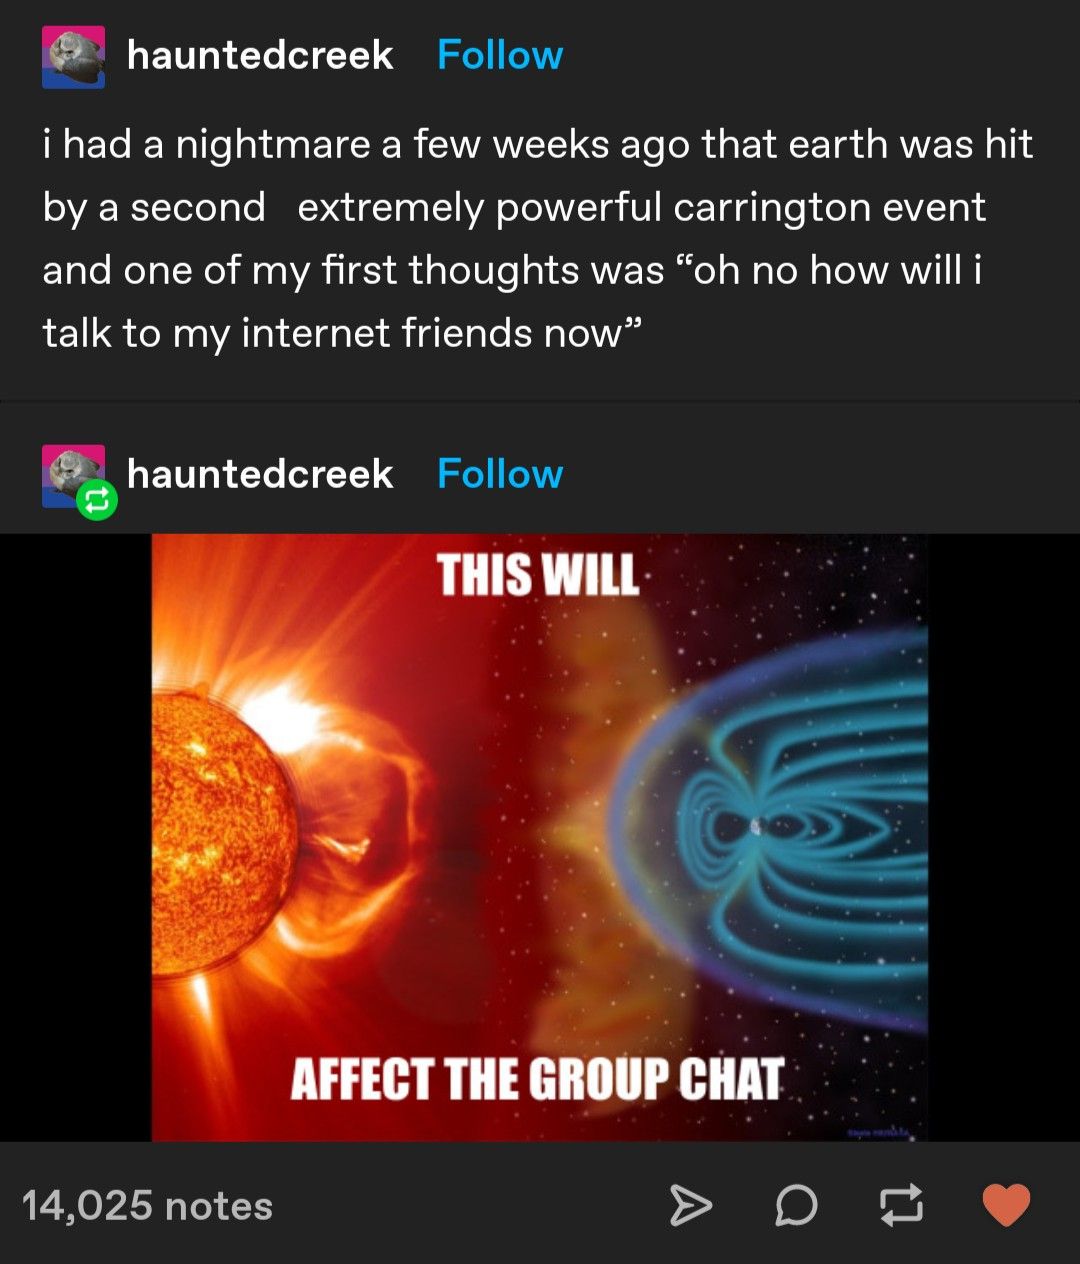 hauntedcreek Follow
i had a nightmare a few weeks ago that earth was hit
by a second   extremely powerful carrington event
and one of my first thoughts was “oh no how will i
talk to my internet friends now”
hauntedcreek Follow
THIS WILL
AFFECT THE GROUP CHAT
14,025 notes